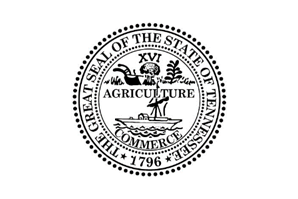 THE GREAT SEAL OF THE STATE OF TENNESSEE
XVI
AGRICULTURE
COMMERCE
1796